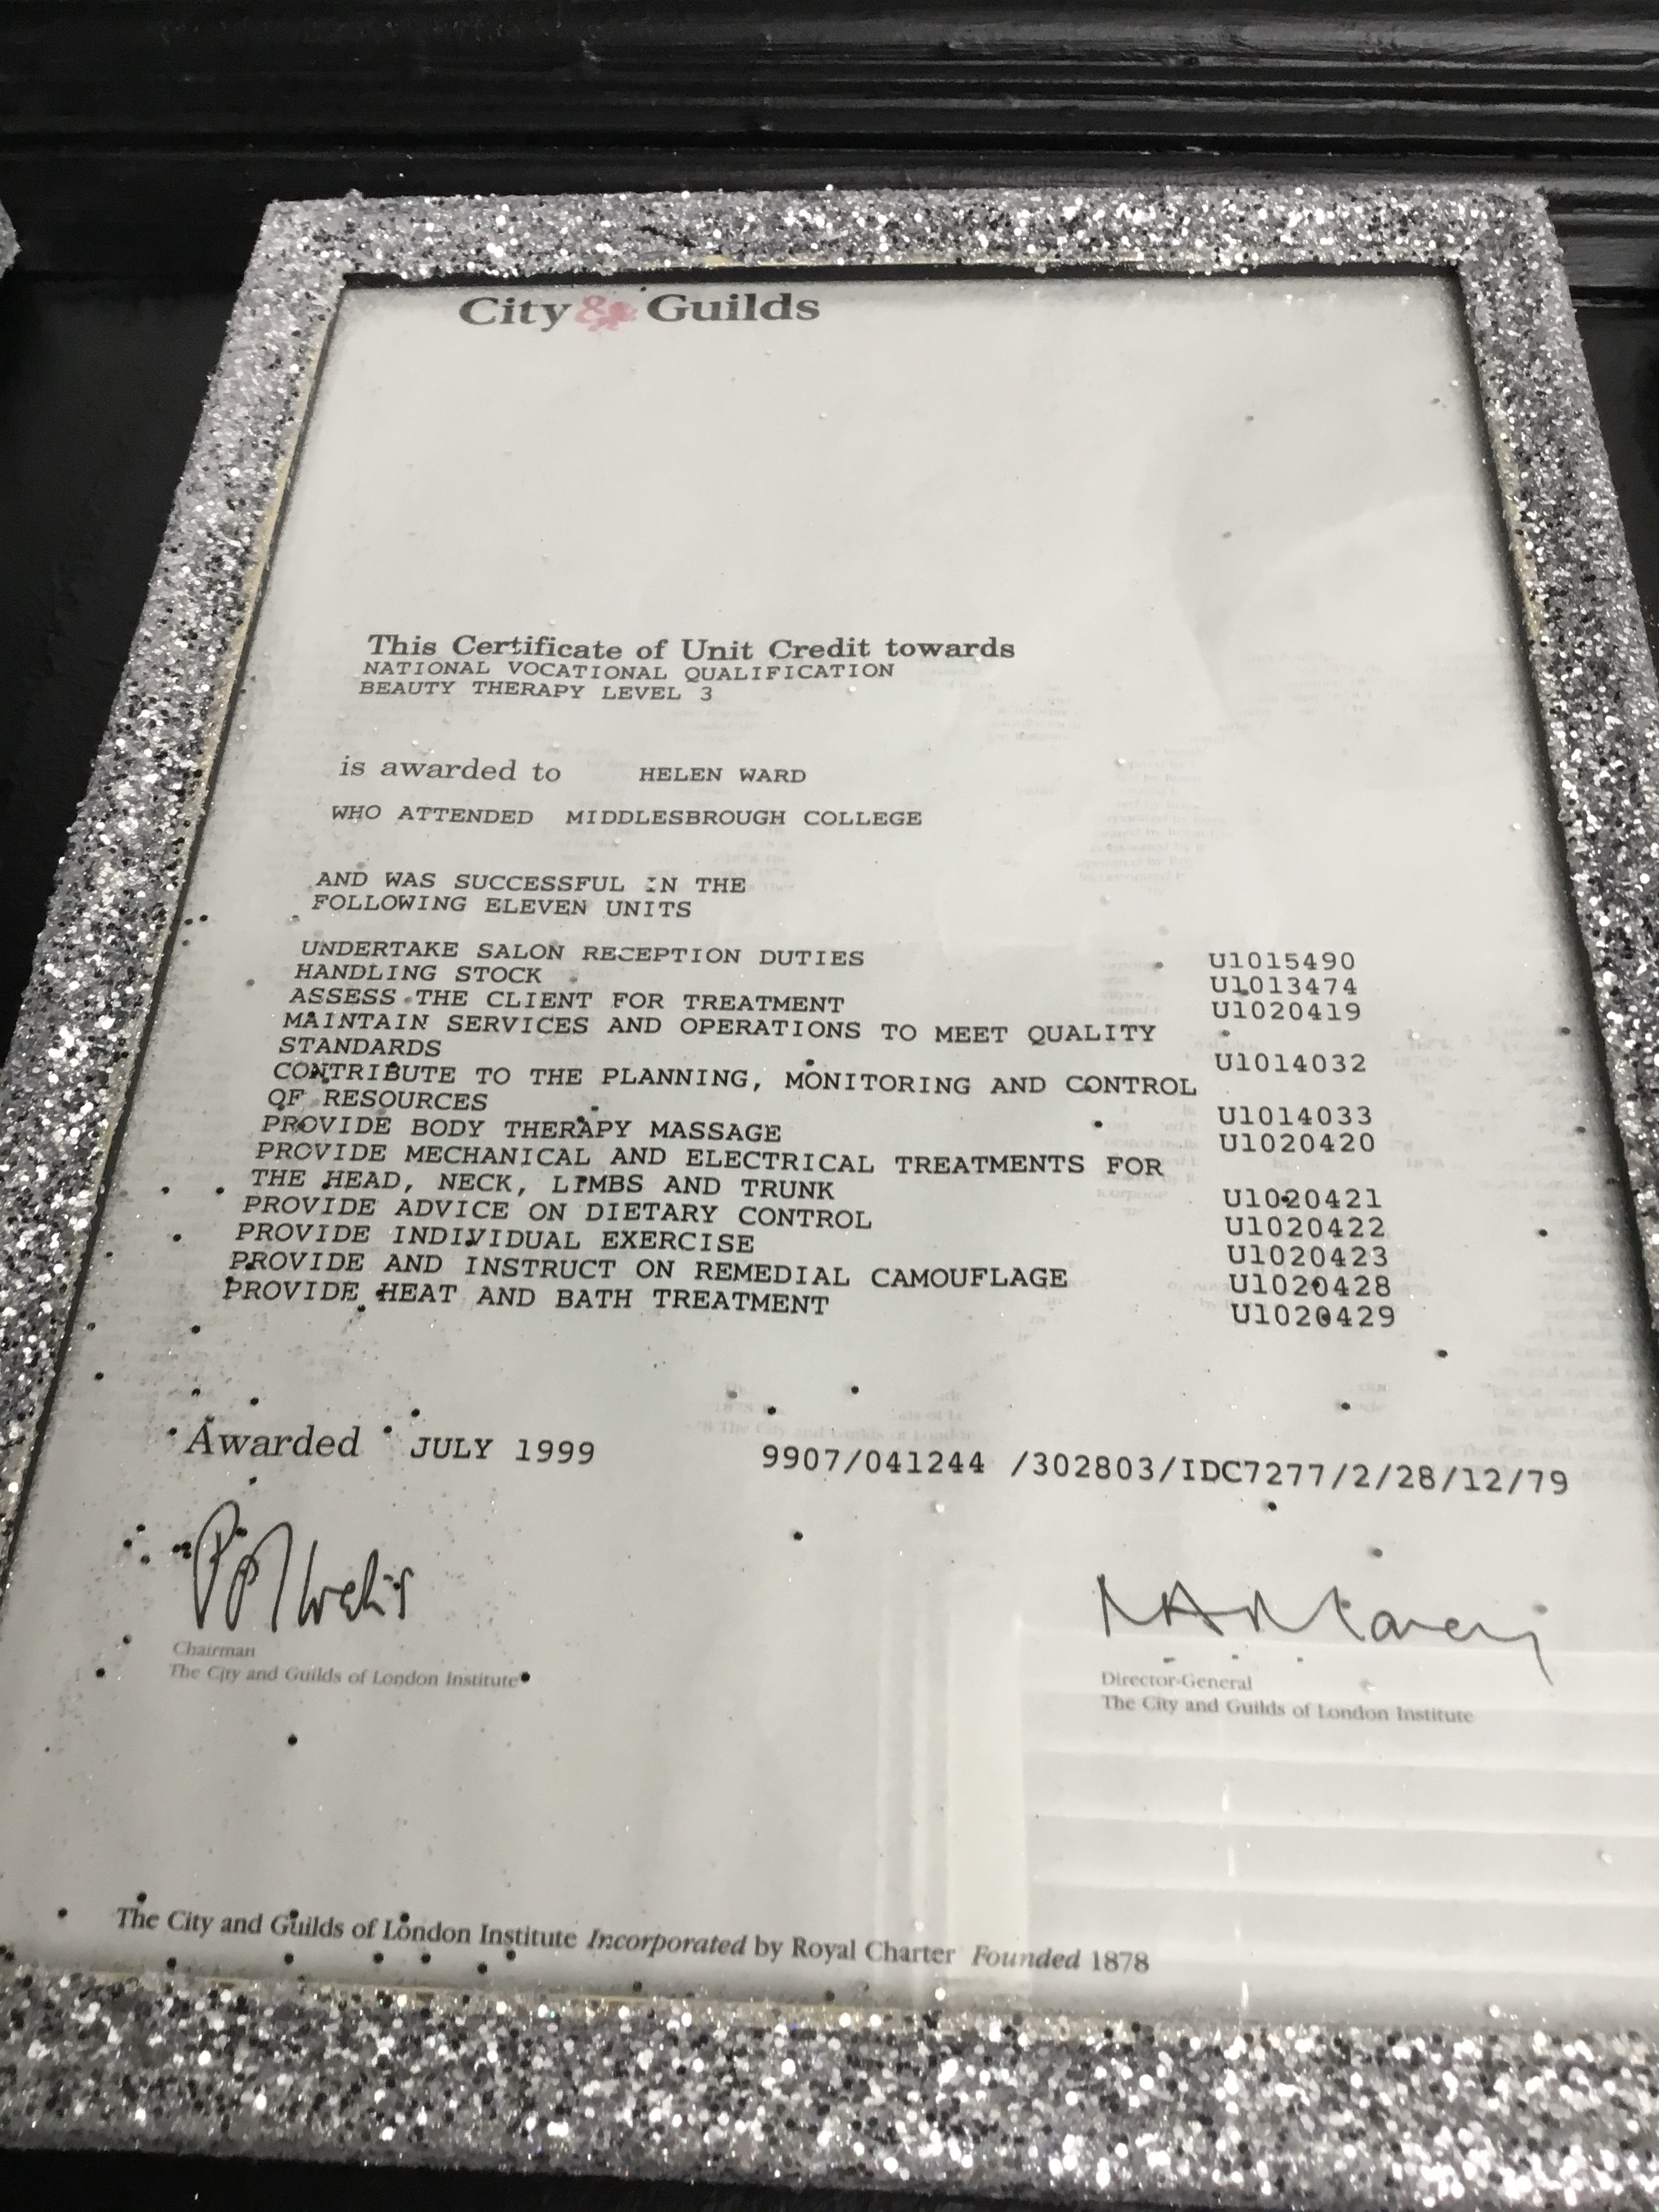 City & Guilds
This Certificate of Unit Credit towards
NATIONAL VOCATIONAL QUALIFICATION
BEAUTY THERAPY LEVEL 3
is awarded to HELEN WARD
WHO ATTENDED MIDDLESBROUGH COLLEGE
AND WAS SUCCESSFUL IN THE
FOLLOWING ELEVEN UNITS
UNDERTAKE SALON RECEPTION DUTIES U1015490
HANDLING STOCK U1013474
ASSESS THE CLIENT FOR TREATMENT U1020419
MAINTAIN SERVICES AND OPERATIONS TO MEET QUALITY
STANDARDS U1014032
CONTRIBUTE TO THE PLANNING, MONITORING AND CONTROL
OF RESOURCES U1014033
PROVIDE BODY THERAPY MASSAGE U1020420
PROVIDE MECHANICAL AND ELECTRICAL TREATMENTS FOR
THE HEAD, NECK, LIMBS AND TRUNK U1020421
PROVIDE ADVICE ON DIETARY CONTROL U1020422
PROVIDE INDIVIDUAL EXERCISE U1020423
PROVIDE AND INSTRUCT ON REMEDIAL CAMOUFLAGE U1020428
PROVIDE HEAT AND BATH TREATMENT U1020429
Awarded JULY 1999 9907/041244 /302803/IDC7277/2/28/12/79
Chairman
The City and Guilds of London Institute
Director-General
The City and Guilds of London Institute
The City and Guilds of London Institute Incorporated by Royal Charter Founded 1878